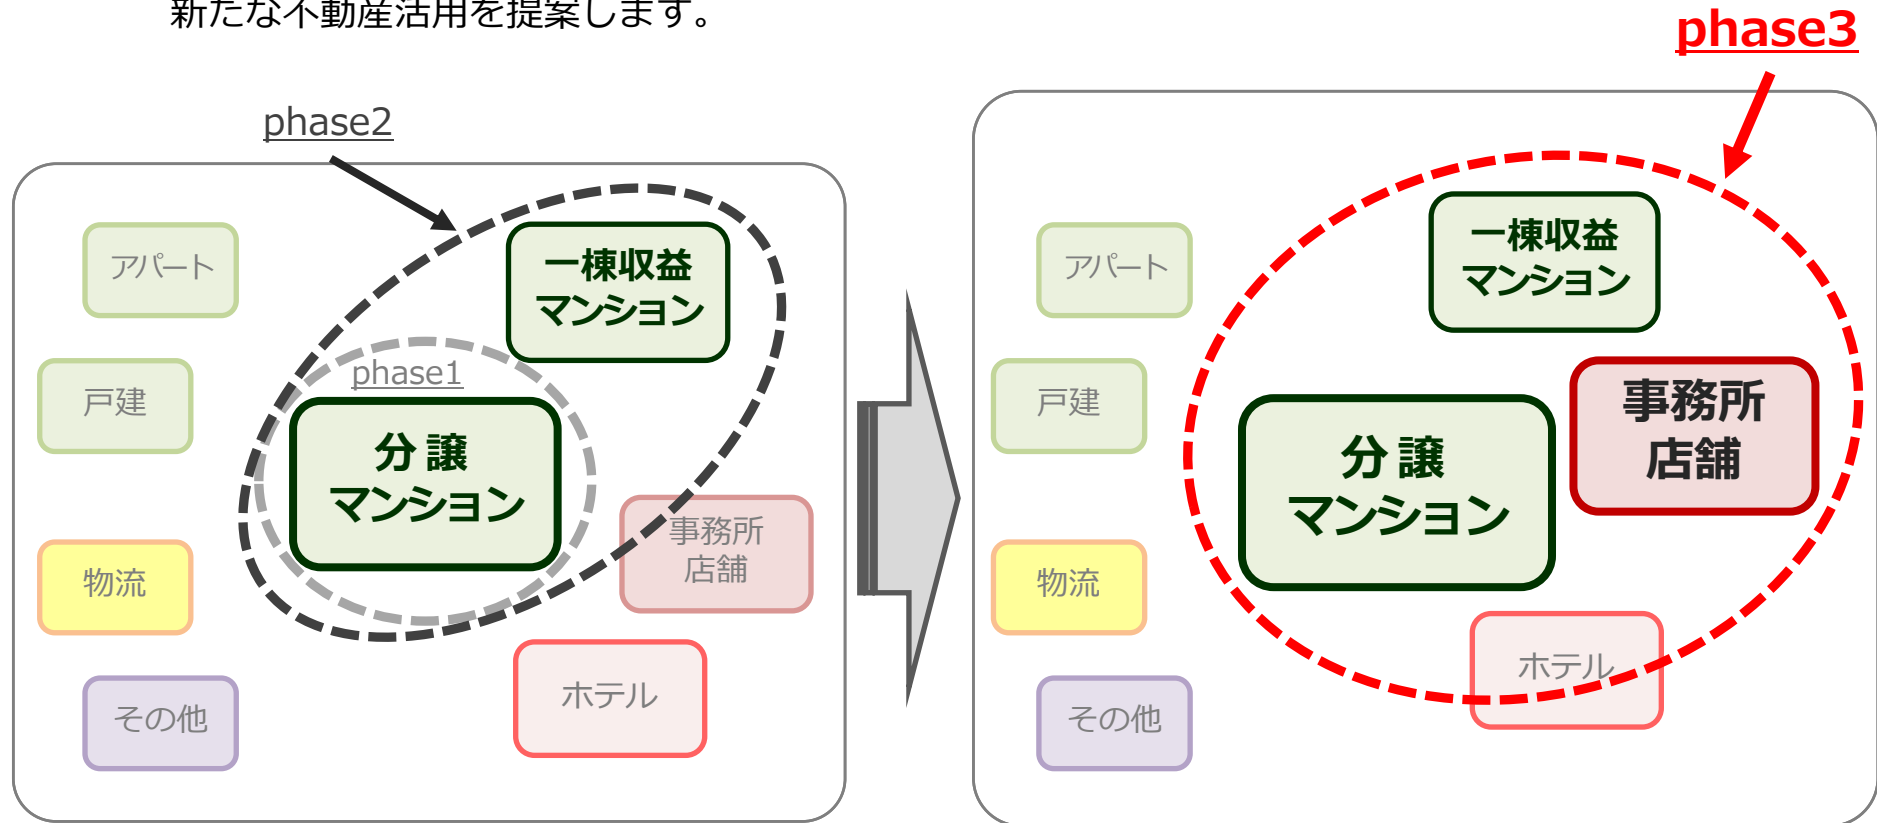 新たな不動産活用を提案します。
phase3
phase2
アパート
一棟収益
マンション
戸建
phase1
分譲
マンション
物流
事務所
店舗
その他
ホテル
アパート
一棟収益
マンション
戸建
事務所
店舗
分譲
マンション
物流
ホテル
その他